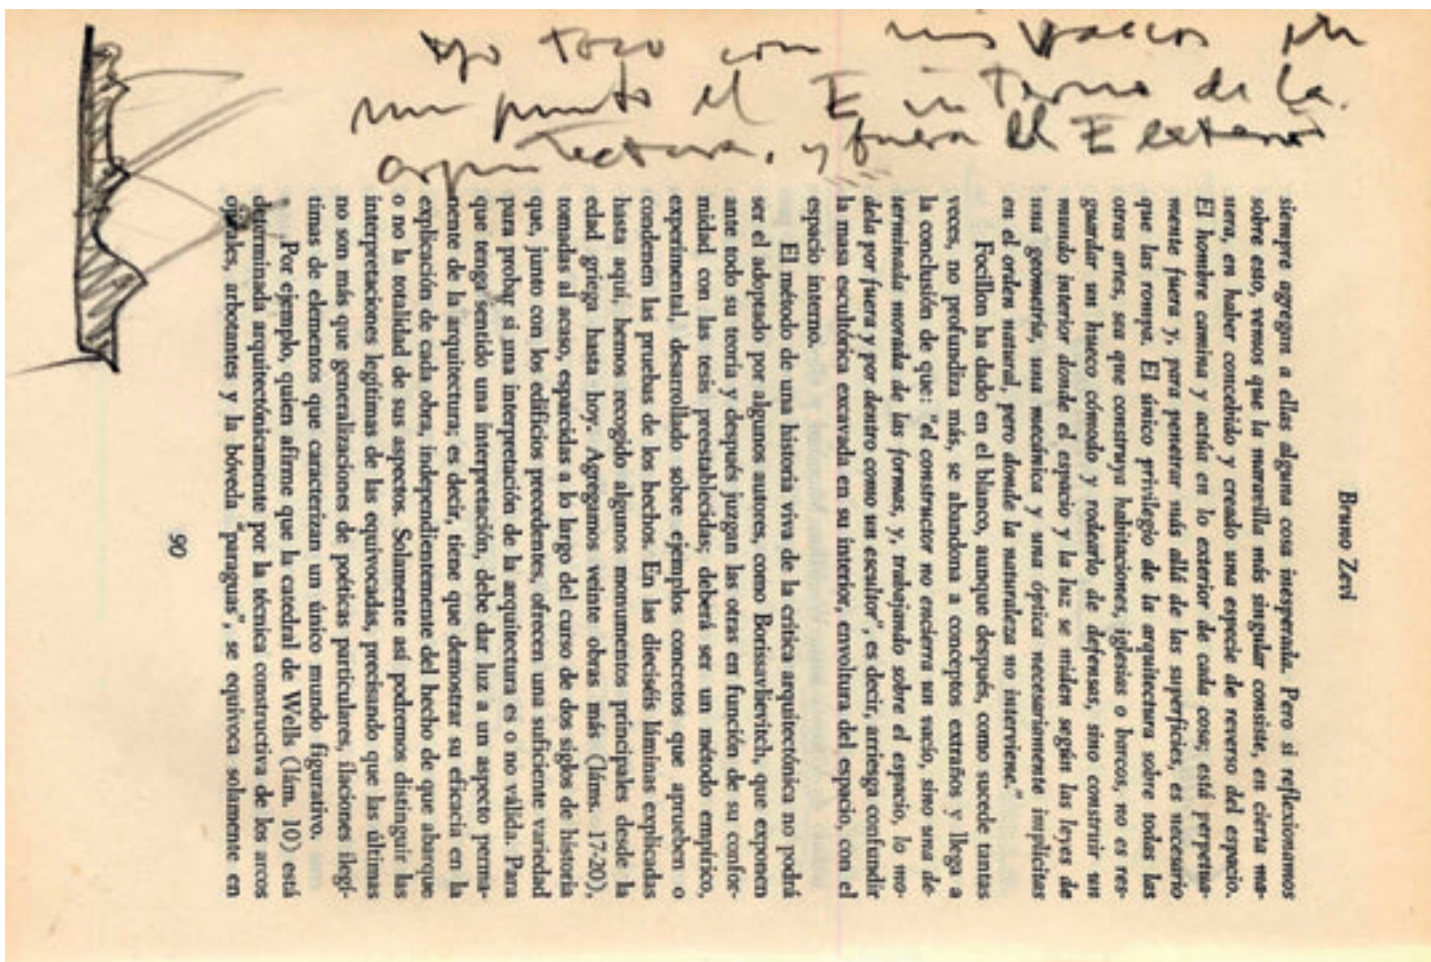 yo toco con mis manos en
un punto el E interno de la
arquitectura, y fuera el E externo
Bruno Zevi
siempre agregan a ellas alguna cosa inesperada. Pero si reflexionamos
sobre esto, vemos que la maravilla más singular consiste, en cierta ma-
nera, en haber concebido y creado una especie de reverso del espacio.
El hombre camina y actúa en lo exterior de cada cosa; está perpetua-
mente fuera y, para penetrar más allá de las superficies, es necesario
que las rompa. El único privilegio de la arquitectura sobre todas las
otras artes, sea que construya habitaciones, iglesias o barcos, no es res-
guardar un hueco cómodo y rodearlo de defensas, sino construir un
mundo interior donde el espacio y la luz se miden según las leyes de
una geometría, una mecánica y una óptica necesariamente implícitas
en el orden natural, pero donde la naturaleza no interviene."
Focillon ha dado en el blanco, aunque después, como sucede tantas
veces, no profundiza más, se abandona a conceptos extraños y llega a
la conclusión de que: "el constructor no encierra un vacío, sino una de-
terminada morada de las formas, y, trabajando sobre el espacio, lo mo-
dela por fuera y por dentro como un escultor", es decir, arriesga confundir
la masa escultórica excavada en su interior, envoltura del espacio, con el
espacio interno.
El método de una historia viva de la crítica arquitectónica no podrá
ser el adoptado por algunos autores, como Borissavlievitch, que exponen
ante todo su teoría y después juzgan las otras en función de su confor-
midad con las tesis preestablecidas; deberá ser un método empírico,
experimental, desarrollado sobre ejemplos concretos que aprueben o
condenen las pruebas de los hechos. En las dieciséis láminas explicadas
hasta aquí, hemos recogido algunos monumentos principales desde la
edad griega hasta hoy. Agregamos veinte obras más (láms. 17-20),
tomadas al acaso, esparcidas a lo largo del curso de dos siglos de historia
que, junto con los edificios precedentes, ofrecen una suficiente variedad
para probar si una interpretación de la arquitectura es o no válida. Para
que tenga sentido una interpretación, debe dar luz a un aspecto perma-
nente de la arquitectura; es decir, tiene que demostrar su eficacia en la
explicación de cada obra, independientemente del hecho de que abarque
o no la totalidad de sus aspectos. Solamente así podremos distinguir las
interpretaciones legítimas de las equivocadas, precisando que las últimas
no son más que generalizaciones de poéticas particulares, ilaciones ilegí-
timas de elementos que caracterizan un único mundo figurativo.
Por ejemplo, quien afirme que la catedral de Wells (lám. 10) está
determinada arquitectónicamente por la técnica constructiva de los arcos
ojivales, arbotantes y la bóveda "paraguas", se equivoca solamente en
90